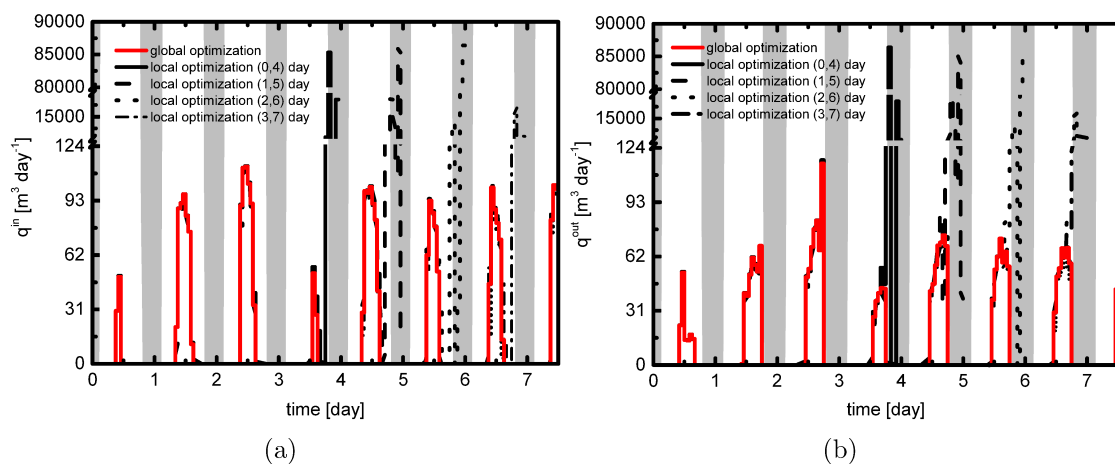 (a)
90000
85000
80000
15000
124
93
62
31
0
q^in [m^3 day^-1]
global optimization
local optimization (0,4) day
local optimization (1,5) day
local optimization (2,6) day
local optimization (3,7) day
0 1 2 3 4 5 6 7
time [day]
(a)
(b)
90000
85000
80000
15000
124
93
62
31
0
q^out [m^3 day^-1]
global optimization
local optimization (0,4) day
local optimization (1,5) day
local optimization (2,6) day
local optimization (3,7) day
0 1 2 3 4 5 6 7
time [day]
(b)